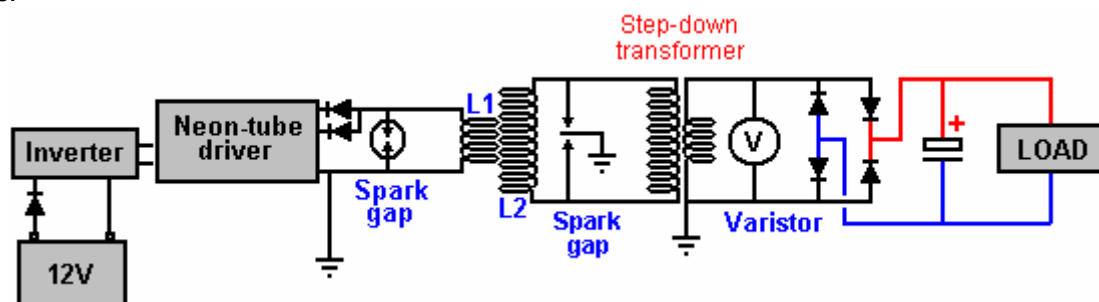 Step-down
transformer
L1
Neon-tube
driver
Inverter
V
+
LOAD
Spark
gap
L2
Spark
gap
Varistor
12V